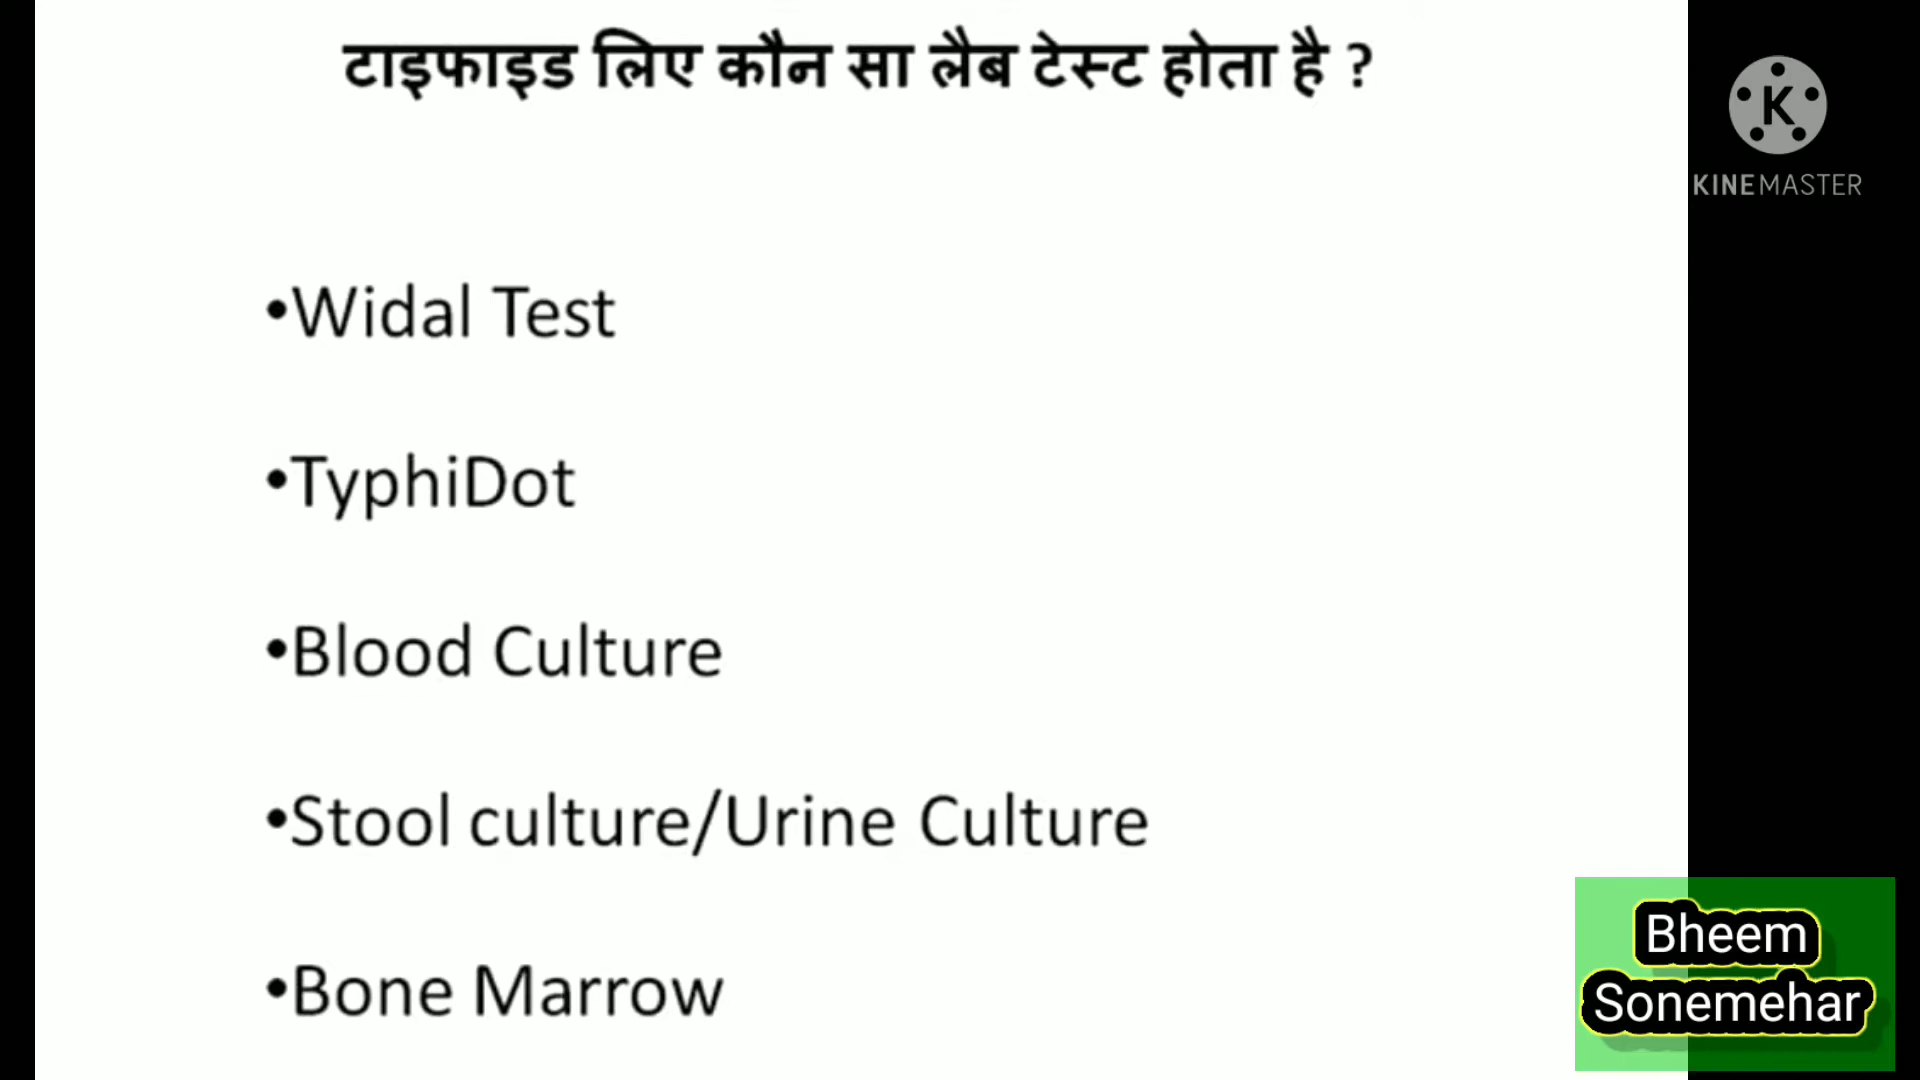 टाइफाइड लिए कौन सा लैब टेस्ट होता है ?
K
KINEMASTER
•Widal Test
•TyphiDot
•Blood Culture
•Stool culture/Urine Culture
•Bone Marrow
Bheem
Sonemehar